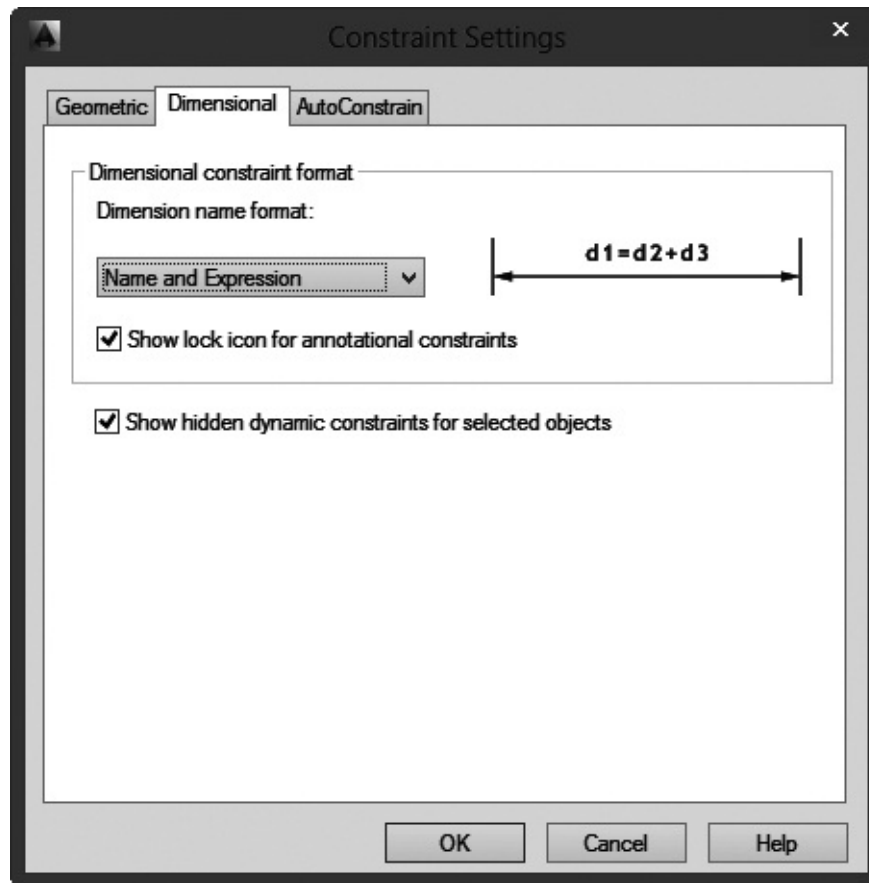 Constraint Settings
Geometric Dimensional AutoConstrain
Dimensional constraint format
Dimension name format:
d1=d2+d3
Name and Expression
Show lock icon for annotational constraints
Show hidden dynamic constraints for selected objects
OK Cancel Help